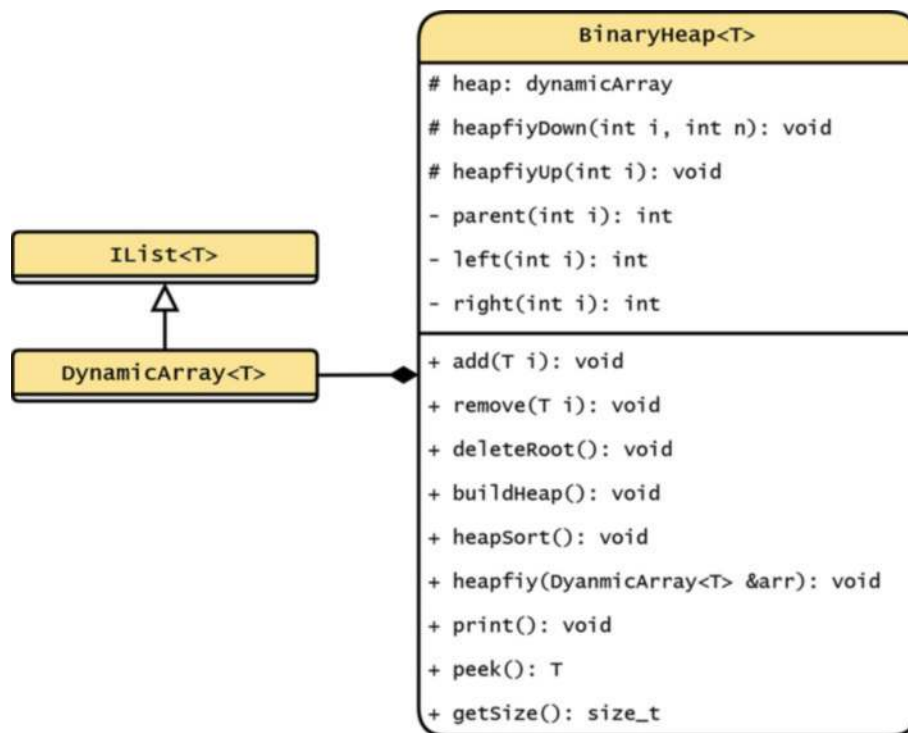 BinaryHeap<T>
# heap: dynamicArray
# heapfiyDown(int i, int n): void
# heapfiyUp(int i): void
- parent(int i): int
- left(int i): int
- right(int i): int
+ add(T i): void
+ remove(T i): void
+ deleteRoot(): void
+ buildHeap(): void
+ heapSort(): void
+ heapfiy(DyanmicArray<T> &arr): void
+ print(): void
+ peek(): T
+ getSize(): size_t
IList<T>
DynamicArray<T>